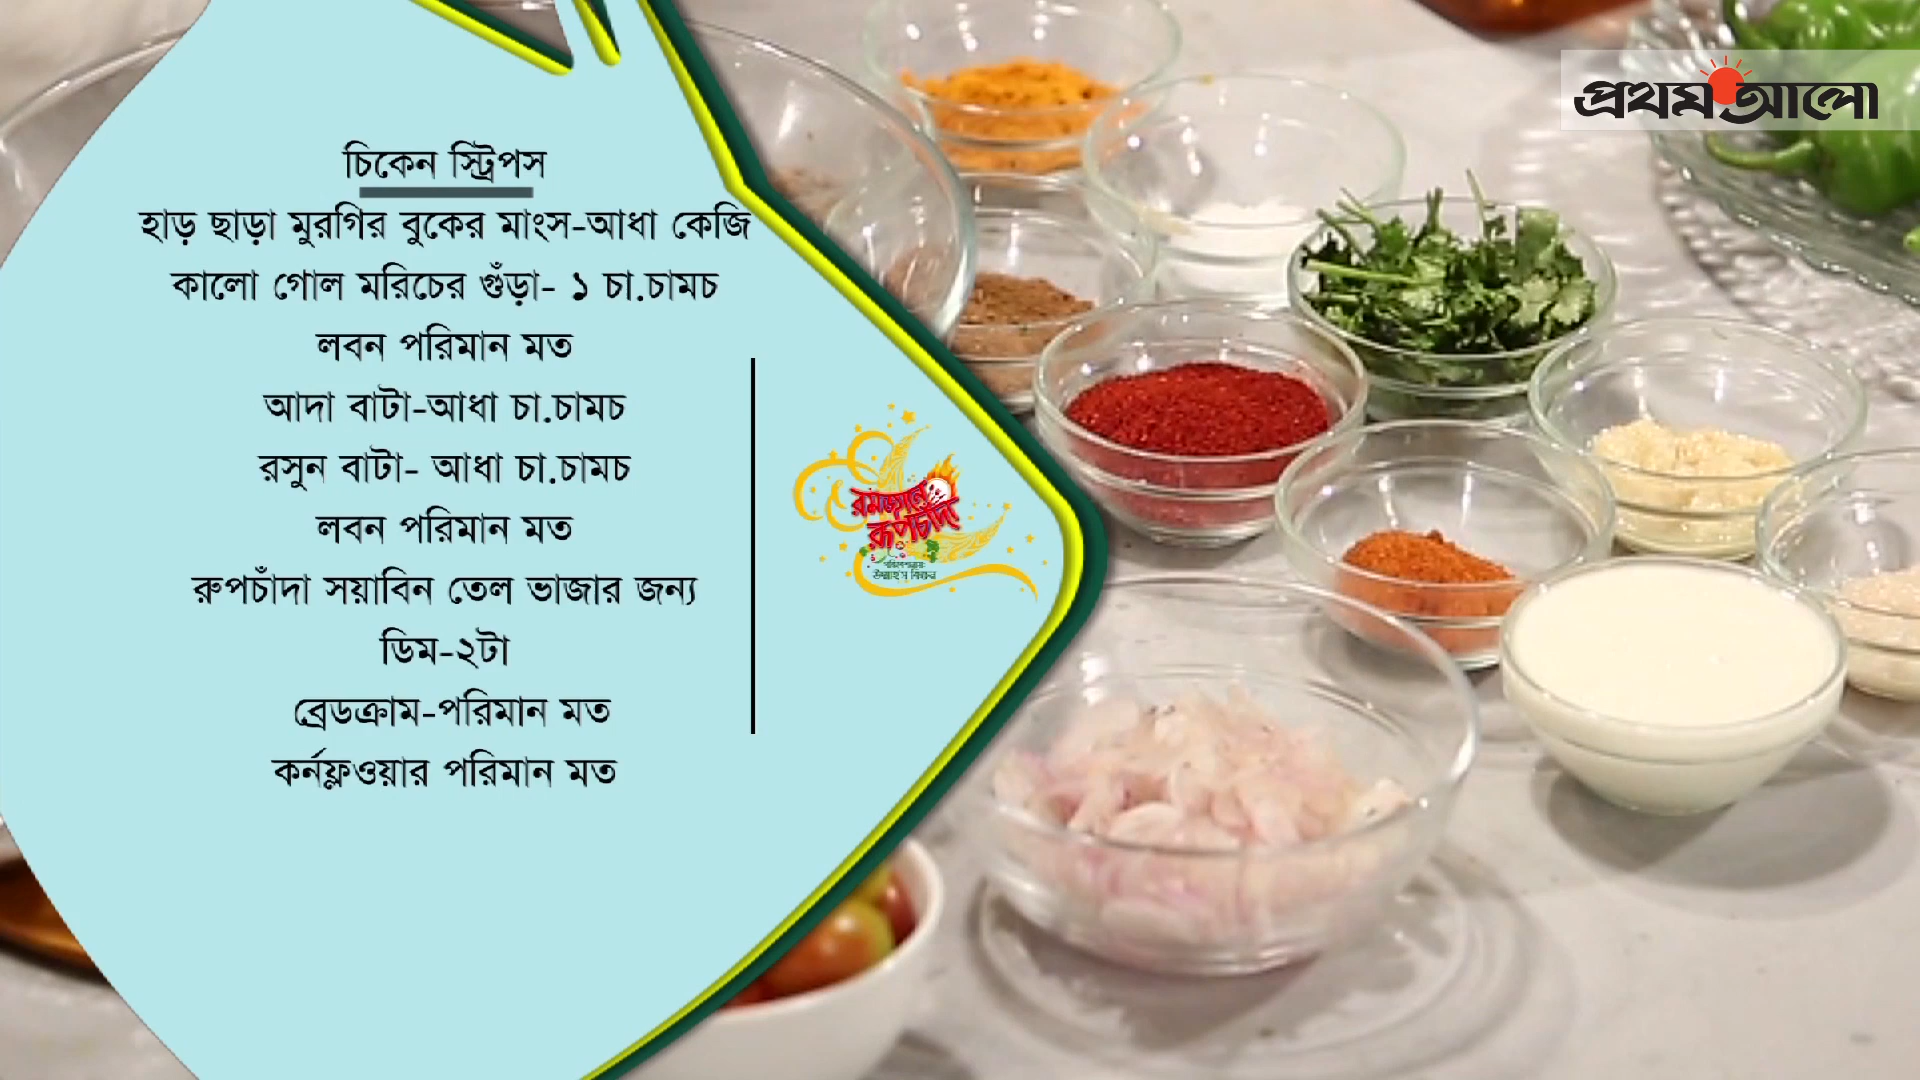 প্রথম আলো
চিকেন স্ট্রিপস
হাড় ছাড়া মুরগির বুকের মাংস-আধা কেজি
কালো গোল মরিচের গুঁড়া- ১ চা.চামচ
লবন পরিমান মত
আদা বাটা-আধা চা.চামচ
রসুন বাটা- আধা চা.চামচ
লবন পরিমান মত
রুপচাঁদা সয়াবিন তেল ভাজার জন্য
ডিম-২টা
ব্রেডক্রাম-পরিমান মত
কর্নফ্লওয়ার পরিমান মত
রমজানে
রূপচাঁদা